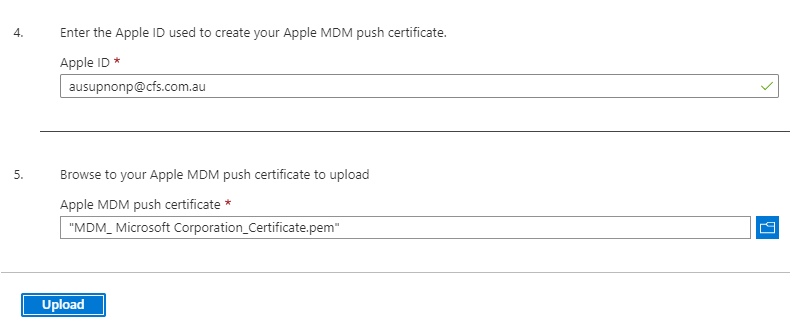 4. Enter the Apple ID used to create your Apple MDM push certificate.
Apple ID *
ausupnonp@cfs.com.au
5. Browse to your Apple MDM push certificate to upload
Apple MDM push certificate *
"MDM_ Microsoft Corporation_Certificate.pem"
Upload